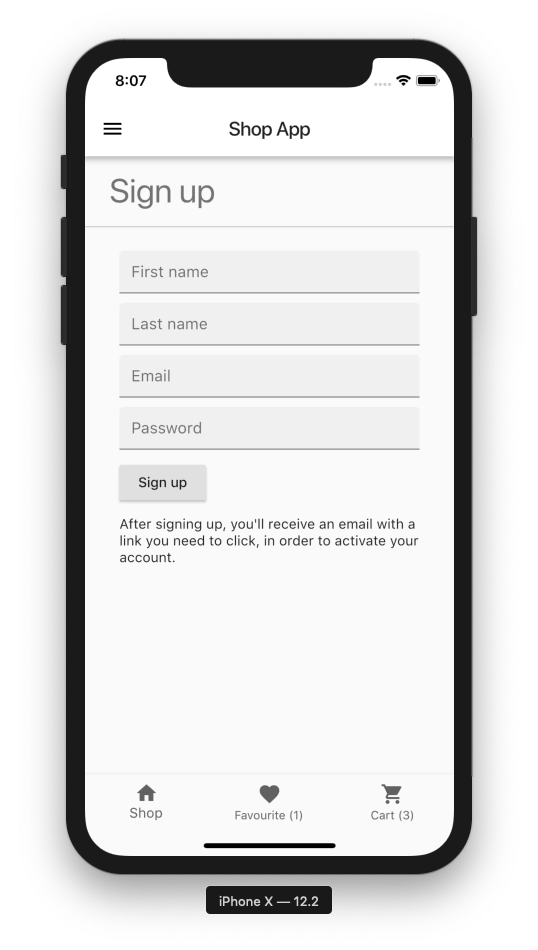 8:07
Shop App
Sign up
First name
Last name
Email
Password
Sign up
After signing up, you'll receive an email with a
link you need to click, in order to activate your
account.
Shop
Favourite (1)
Cart (3)
iPhone X — 12.2